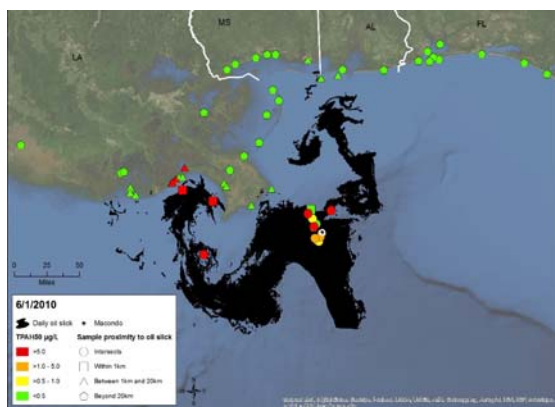 MS
AL
FL
LA
50
Miles
6/1/2010
Daily oil slick
Macondo
TPAH50 µg/L
Sample proximity to oil slick
>5.0
Intersects
>1.0 - 5.0
Within 1km
>0.5 - 1.0
Between 1km and 20km
<0.5
Beyond 20km